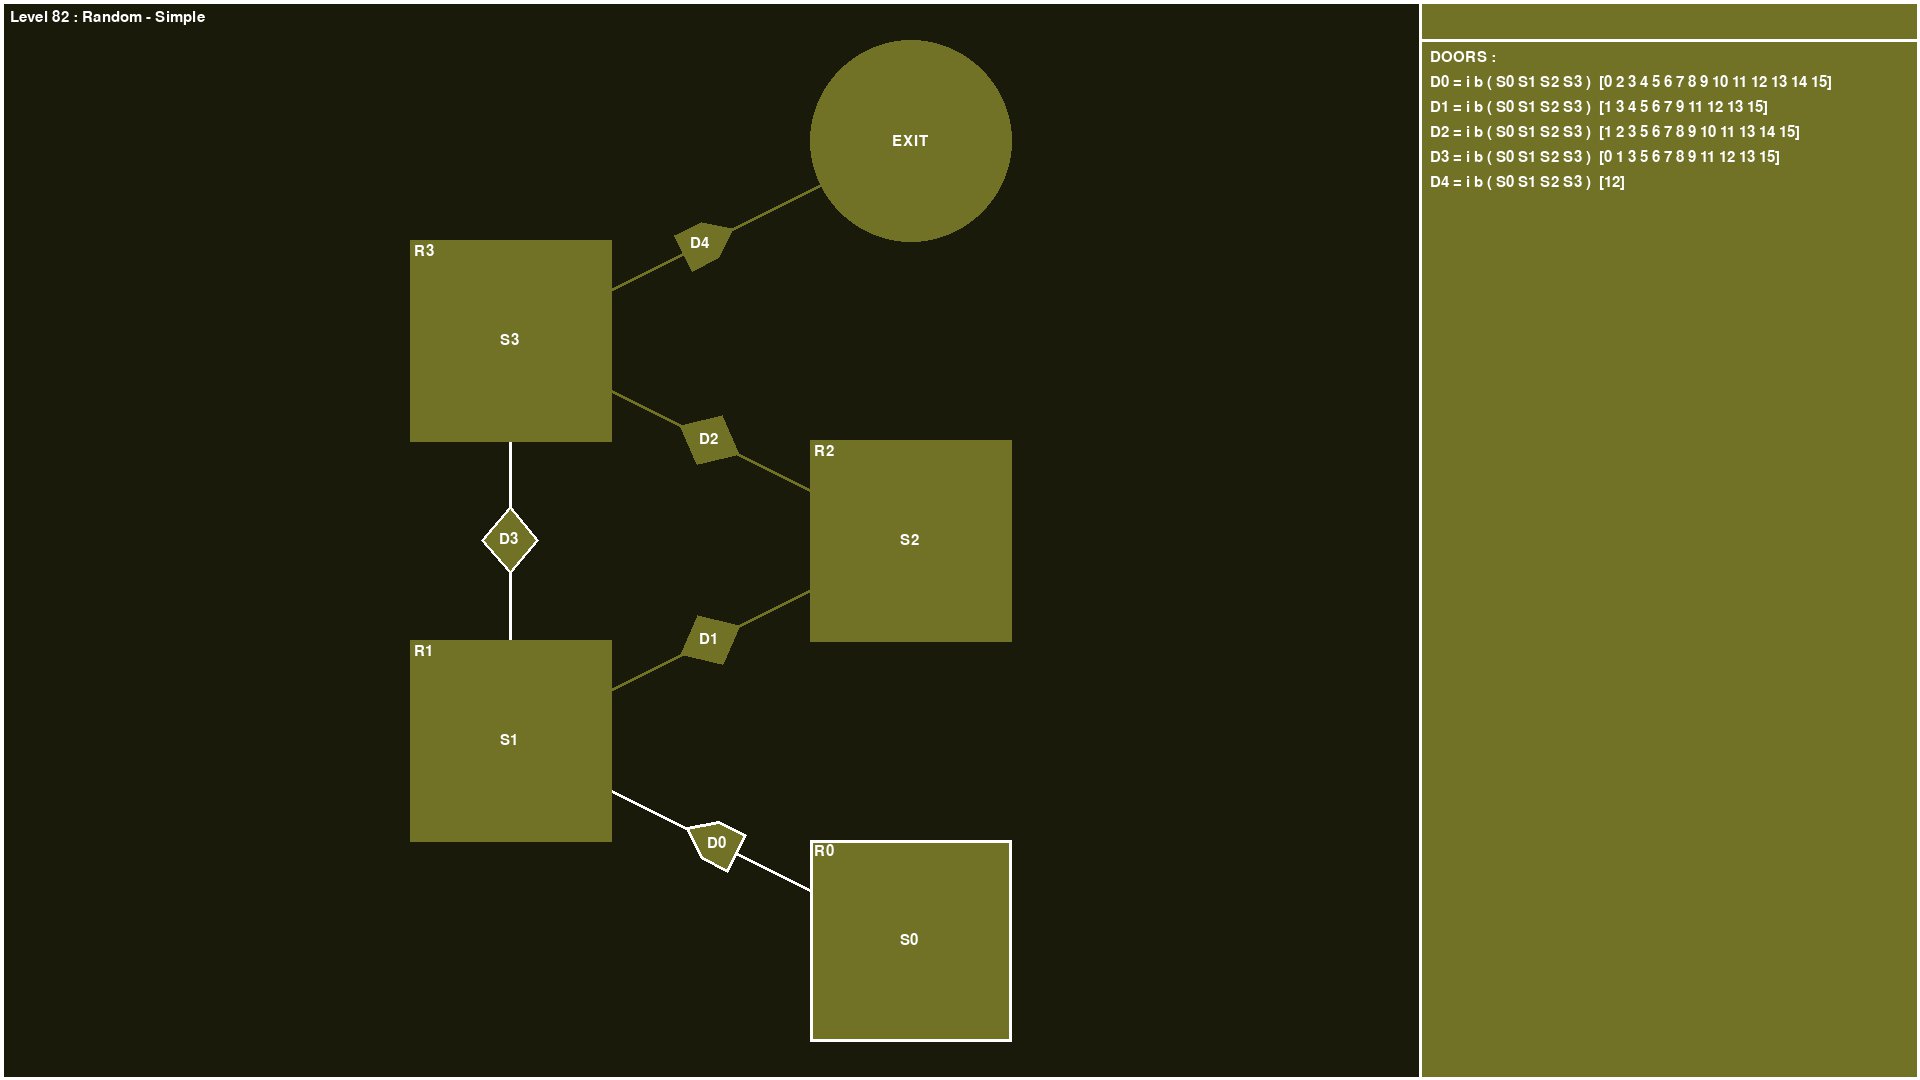 Level 82 : Random - Simple
DOORS :
D0 = i b ( S0 S1 S2 S3 ) [0 2 3 4 5 6 7 8 9 10 11 12 13 14 15]
D1 = i b ( S0 S1 S2 S3 ) [1 3 4 5 6 7 9 11 12 13 15]
D2 = i b ( S0 S1 S2 S3 ) [1 2 3 5 6 7 8 9 10 11 13 14 15]
D3 = i b ( S0 S1 S2 S3 ) [0 1 3 5 6 7 8 9 11 12 13 15]
D4 = i b ( S0 S1 S2 S3 ) [12]
EXIT
D4
R3
S3
D2
R2
S2
D3
D1
R1
S1
D0
R0
S0